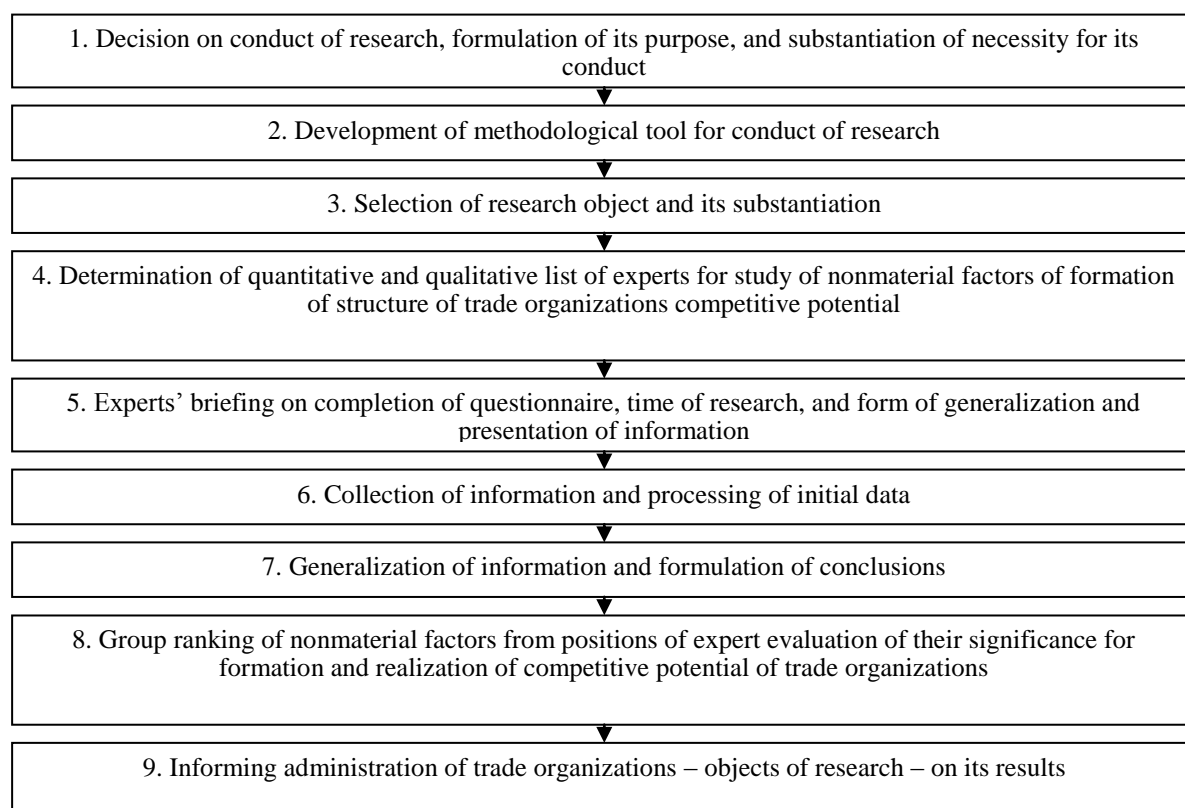 1. Decision on conduct of research, formulation of its purpose, and substantiation of necessity for its
conduct
2. Development of methodological tool for conduct of research
3. Selection of research object and its substantiation
4. Determination of quantitative and qualitative list of experts for study of nonmaterial factors of formation
of structure of trade organizations competitive potential
5. Experts’ briefing on completion of questionnaire, time of research, and form of generalization and
presentation of information
6. Collection of information and processing of initial data
7. Generalization of information and formulation of conclusions
8. Group ranking of nonmaterial factors from positions of expert evaluation of their significance for
formation and realization of competitive potential of trade organizations
9. Informing administration of trade organizations – objects of research – on its results